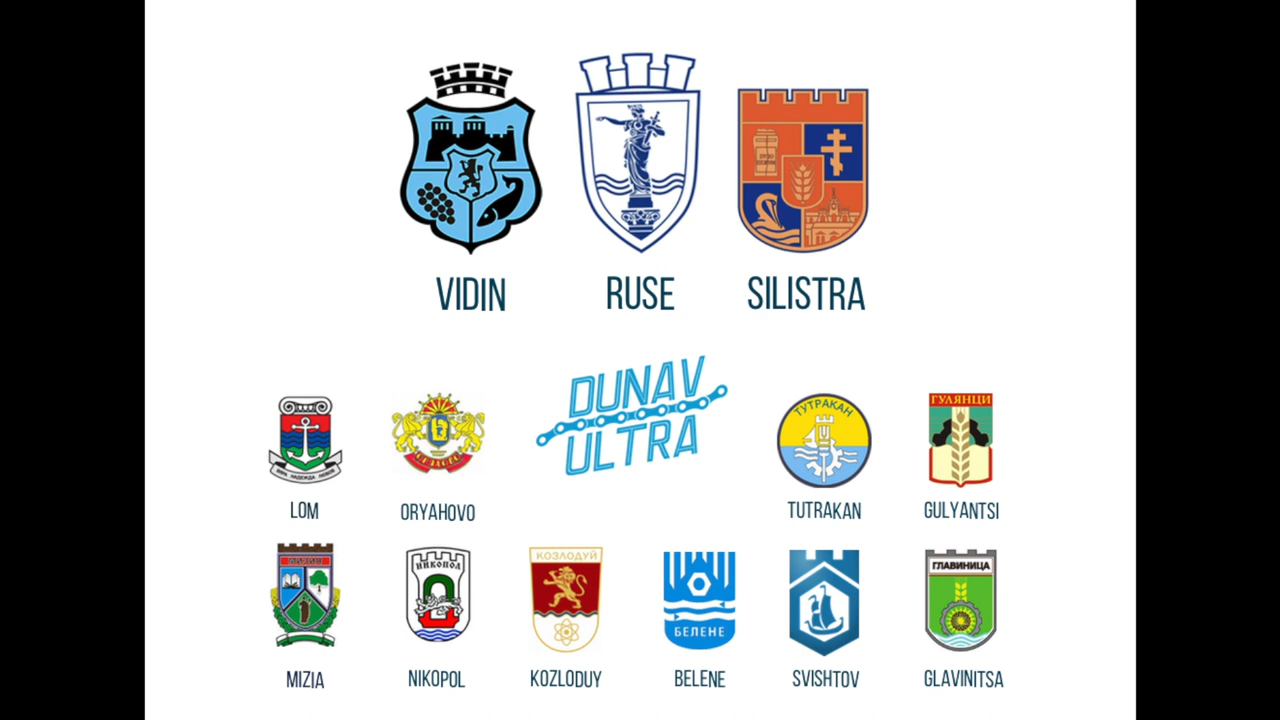 VIDIN
RUSE
SILISTRA
DUNAV
ULTRA
ТУТРАКАН
ГУЛЯНЦИ
LOM
ORYAHOVO
TUTRAKAN
GULYANTSI
НИКОПОЛ
КОЗЛОДУЙ
БЕЛЕНЕ
ГЛАВИНИЦА
MIZIA
NIKOPOL
KOZLODUY
BELENE
SVISHTOV
GLAVINITSA